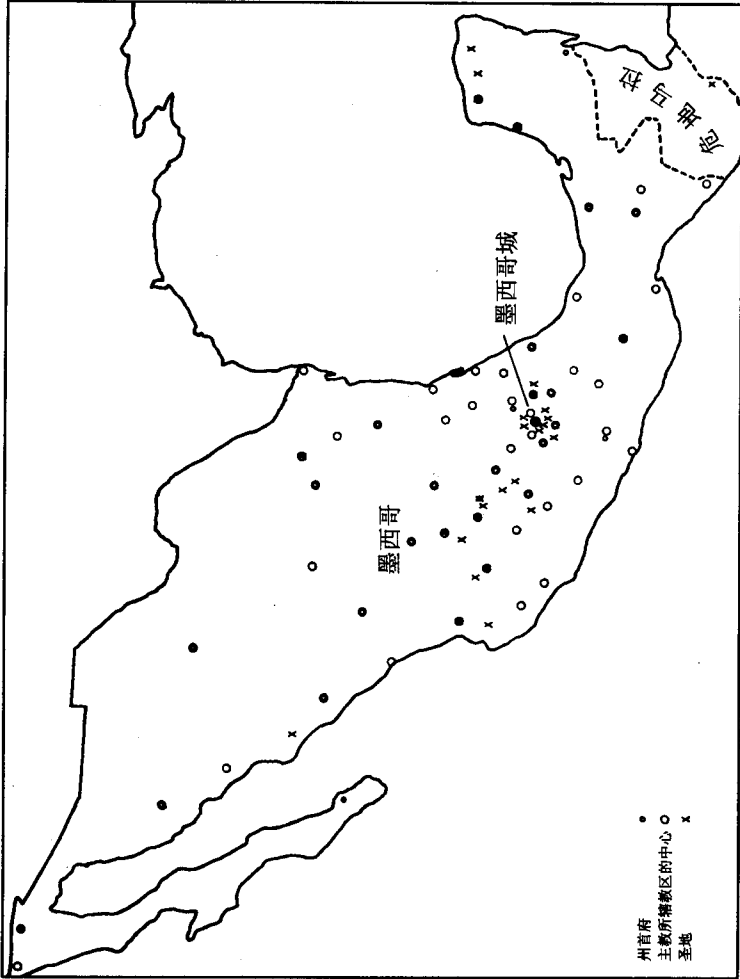 墨西哥
墨西哥城
危地马拉
州首府
主教所辖教区的中心
圣地